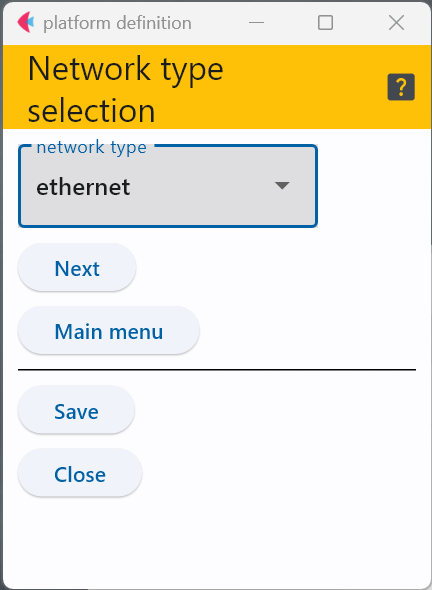 platform definition
Network type
selection
?
network type
ethernet
Next
Main menu
Save
Close